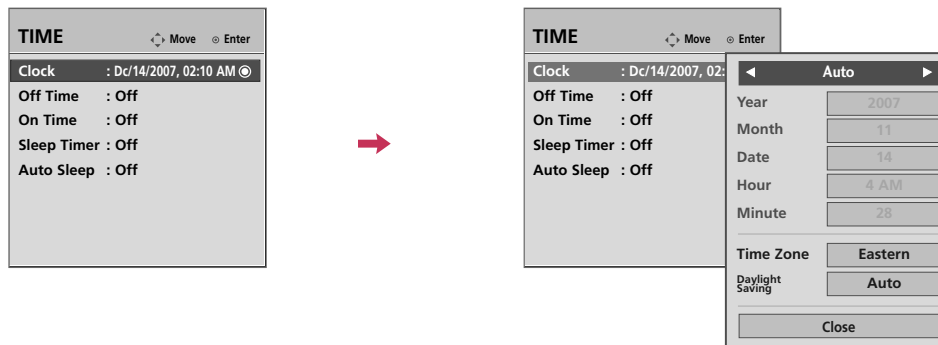 TIME Move Enter
Clock : Dc/14/2007, 02:10 AM
Off Time : Off
On Time : Off
Sleep Timer : Off
Auto Sleep : Off
TIME Move Enter
Clock : Dc/14/2007, 02:
Off Time : Off
On Time : Off
Sleep Timer : Off
Auto Sleep : Off
Auto
Year 2007
Month 11
Date 14
Hour 4 AM
Minute 28
Time Zone Eastern
Daylight
Saving Auto
Close